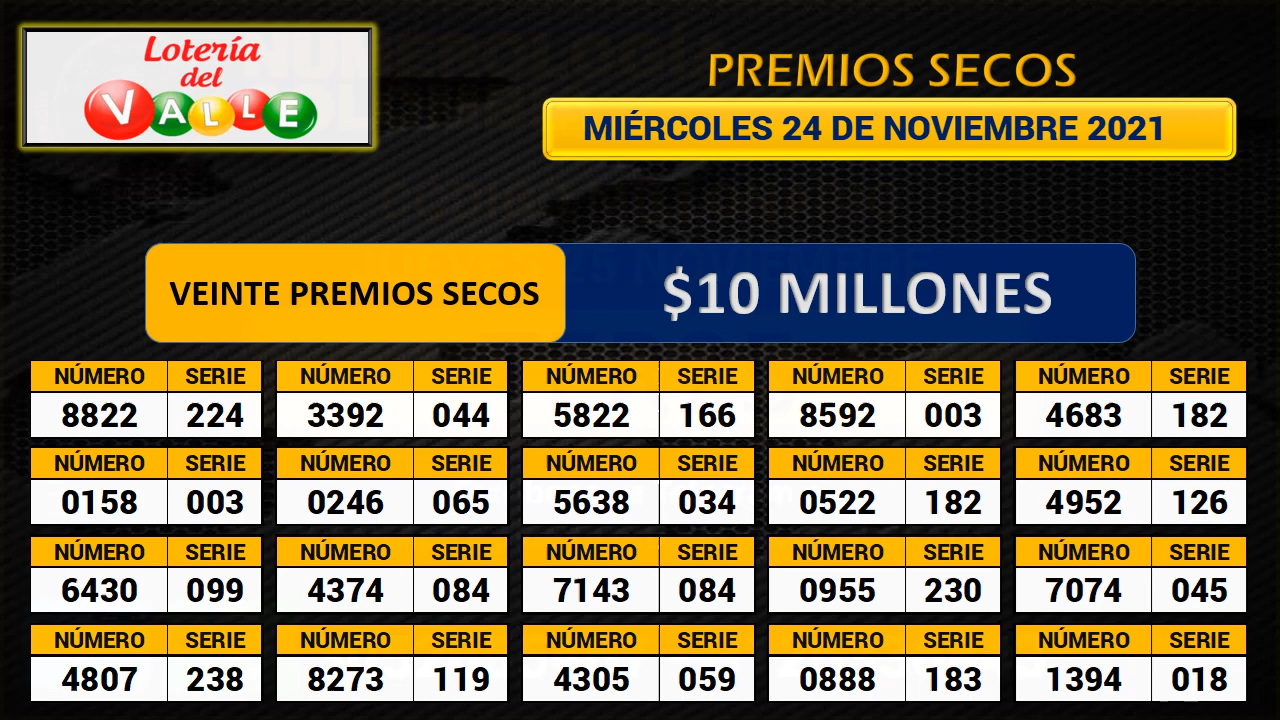 Lotería
del
VALLE
PREMIOS SECOS
MIÉRCOLES 24 DE NOVIEMBRE 2021
VEINTE PREMIOS SECOS $10 MILLONES
NÚMERO SERIE NÚMERO SERIE NÚMERO SERIE NÚMERO SERIE NÚMERO SERIE
8822 224 3392 044 5822 166 8592 003 4683 182
NÚMERO SERIE NÚMERO SERIE NÚMERO SERIE NÚMERO SERIE NÚMERO SERIE
0158 003 0246 065 5638 034 0522 182 4952 126
NÚMERO SERIE NÚMERO SERIE NÚMERO SERIE NÚMERO SERIE NÚMERO SERIE
6430 099 4374 084 7143 084 0955 230 7074 045
NÚMERO SERIE NÚMERO SERIE NÚMERO SERIE NÚMERO SERIE NÚMERO SERIE
4807 238 8273 119 4305 059 0888 183 1394 018